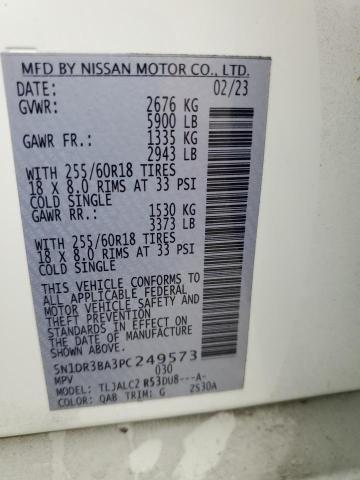 MFD BY NISSAN MOTOR CO., LTD.
DATE: 02/23
GVWR: 2676 KG
5900 LB
GAWR FR.: 1335 KG
2943 LB
WITH 255/60R18 TIRES
18 X 8.0 RIMS AT 33 PSI
COLD SINGLE
GAWR RR.: 1530 KG
3373 LB
WITH 255/60R18 TIRES
18 X 8.0 RIMS AT 33 PSI
COLD SINGLE
THIS VEHICLE CONFORMS TO
ALL APPLICABLE FEDERAL
MOTOR VEHICLE SAFETY AND
THEFT PREVENTION
STANDARDS IN EFFECT ON
THE DATE OF MANUFACTURE
SHOWN ABOVE.
5N1DR3BA3PC249573
MPV 030
MODEL: TLJALC2 R53DU8---A-
COLOR: QAB TRIM: G 2530A